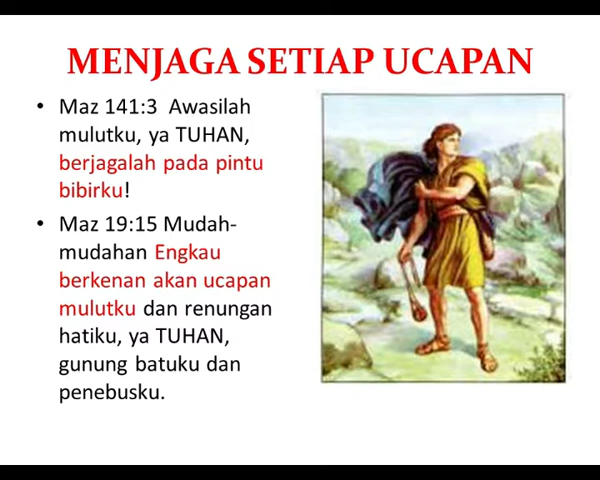 MENJAGA SETIAP UCAPAN
• Maz 141:3 Awasilah
mulutku, ya TUHAN,
berjagalah pada pintu
bibirku!
• Maz 19:15 Mudah-
mudahan Engkau
berkenan akan ucapan
mulutku dan renungan
hatiku, ya TUHAN,
gunung batuku dan
penebusku.